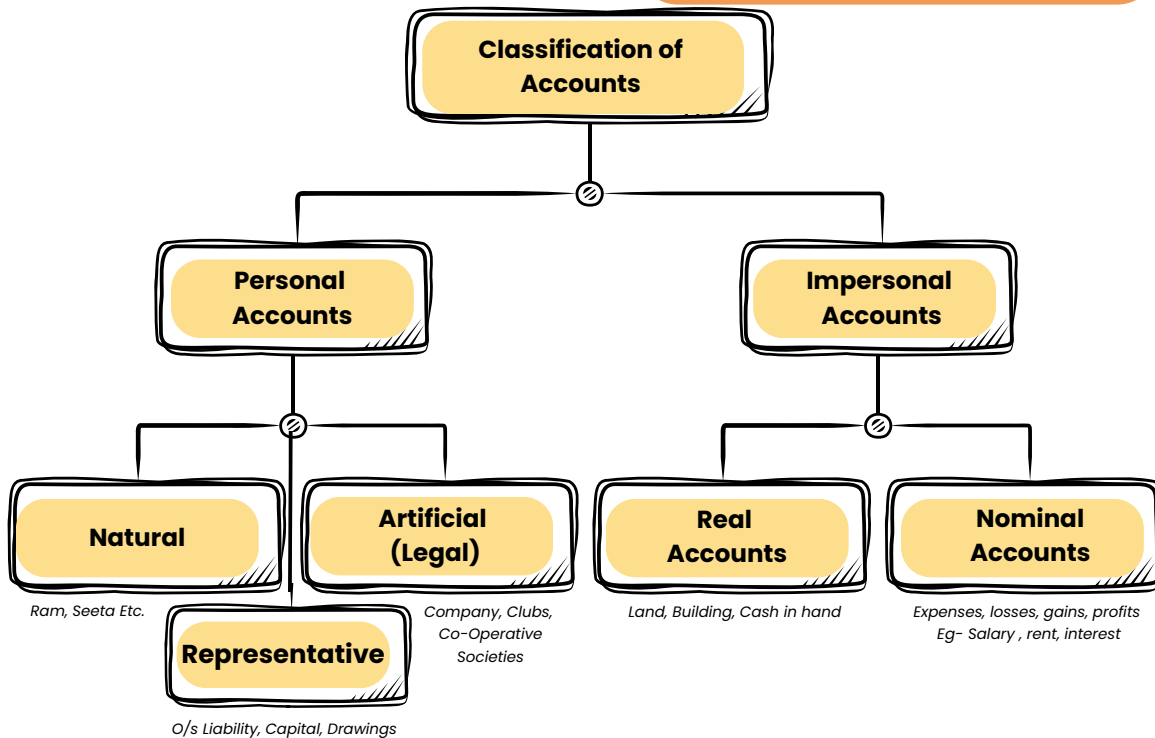 Classification of
Accounts
Personal
Accounts
Impersonal
Accounts
Natural
Artificial
(Legal)
Real
Accounts
Nominal
Accounts
Ram, Seeta Etc.
Company, Clubs,
Co-Operative
Societies
Land, Building, Cash in hand
Expenses, losses, gains, profits
Eg- Salary , rent, interest
Representative
O/s Liability, Capital, Drawings